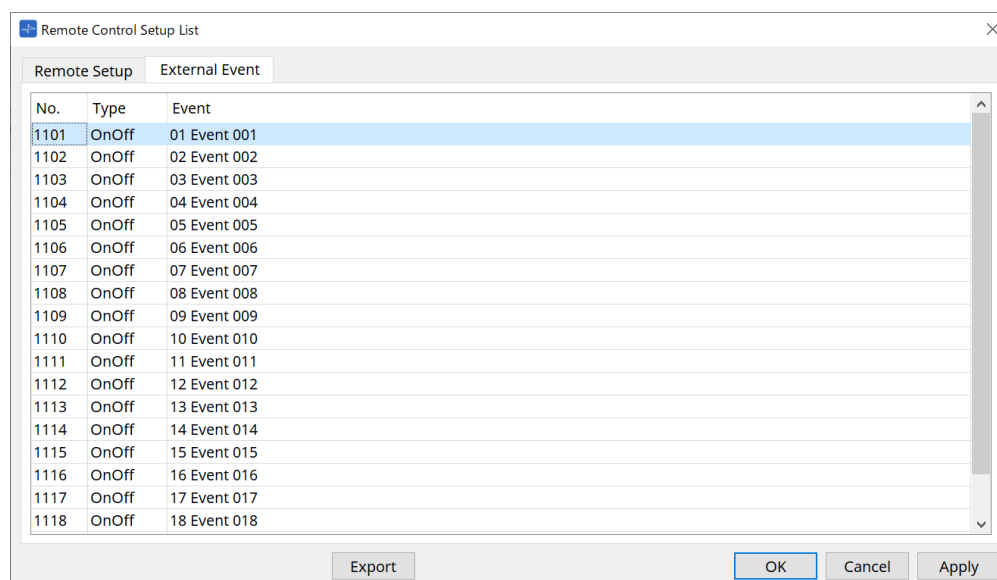 Remote Control Setup List
Remote Setup External Event
No. Type Event
1101 OnOff 01 Event 001
1102 OnOff 02 Event 002
1103 OnOff 03 Event 003
1104 OnOff 04 Event 004
1105 OnOff 05 Event 005
1106 OnOff 06 Event 006
1107 OnOff 07 Event 007
1108 OnOff 08 Event 008
1109 OnOff 09 Event 009
1110 OnOff 10 Event 010
1111 OnOff 11 Event 011
1112 OnOff 12 Event 012
1113 OnOff 13 Event 013
1114 OnOff 14 Event 014
1115 OnOff 15 Event 015
1116 OnOff 16 Event 016
1117 OnOff 17 Event 017
1118 OnOff 18 Event 018
Export OK Cancel Apply